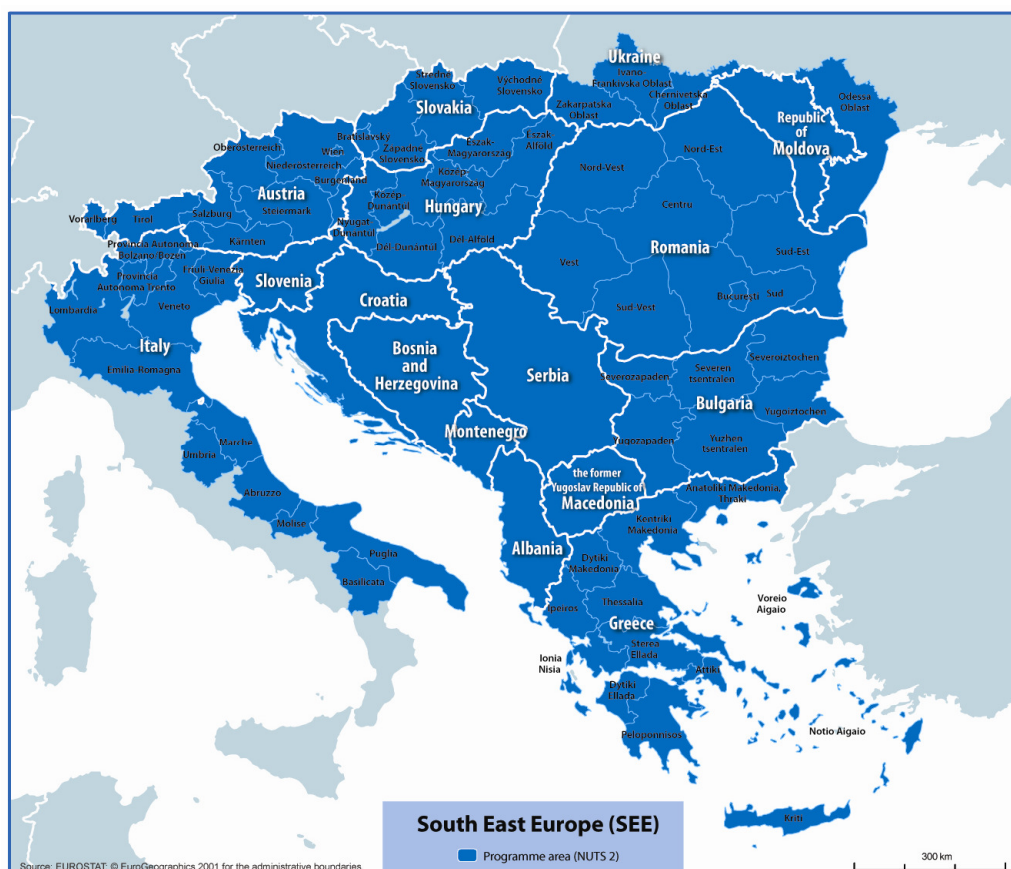 Ukraine
Ivano
Frankivska Oblast
Chernivetska
Oblast
Zakarpatska
Oblast
Odessa
Oblast
Republic
of
Moldova
Stredné
Slovensko
Východné
Slovensko
Slovakia
Bratislavský
Západné
Slovensko
Oberösterreich
Wien
Niederösterreich
Burgenland
Austria
Vorarlberg
Tirol
Salzburg
Steiermark
Kärnten
Észak-
Magyarország
Észak
Alföld
Közép
Magyarország
Közép
Dunántúl
Hungary
Nyugat
Dunántúl
Dél-Dunántúl
Dél-Alföld
Nord-Vest
Nord-Est
Centru
Romania
Vest
Sud-Est
Sud-Vest
Bucureşti
Sud
Provincia Autonoma
Bolzano-Bozen
Provincia
Autonoma Trento
Friuli-Venezia
Giulia
Lombardia
Veneto
Italy
Emilia-Romagna
Marche
Umbria
Abruzzo
Molise
Puglia
Basilicata
Slovenia
Croatia
Bosnia
and
Herzegovina
Serbia
Montenegro
Severozapaden
Severen
tsentralen
Severoiztochen
Bulgaria
Yugoiztochen
Yugozapaden
Yuzhen
tsentralen
the former
Yugoslav Republic of
Macedonia
Albania
Anatoliki Makedonia,
Thraki
Kentriki
Makedonia
Dytiki
Makedonia
Ipeiros
Thessalia
Greece
Voreio
Aigaio
Ionia
Nisia
Sterea
Ellada
Attiki
Dytiki
Ellada
Peloponnisos
Notio Aigaio
Kriti
South East Europe (SEE)
Programme area (NUTS 2)
Source: EUROSTAT; © EuroGeographics 2001 for the administrative boundaries
300 km